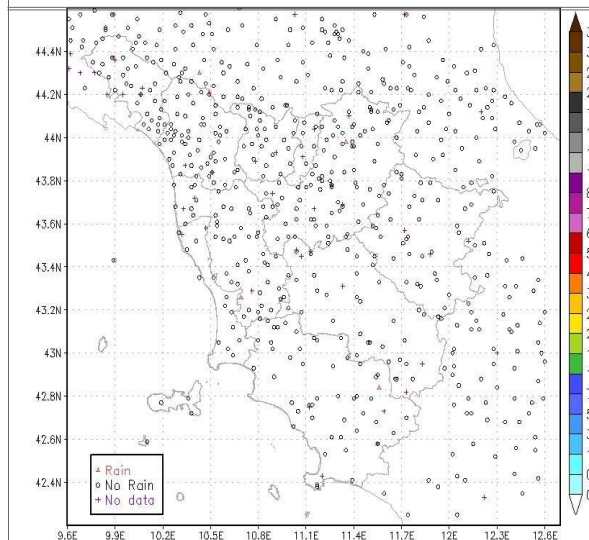 44.4N
44.2N
44N
43.8N
43.6N
43.4N
43.2N
43N
42.8N
42.6N
42.4N
Rain
No Rain
No data
9.6E 9.9E 10.2E 10.5E 10.8E 11.1E 11.4E 11.7E 12E 12.3E 12.6E